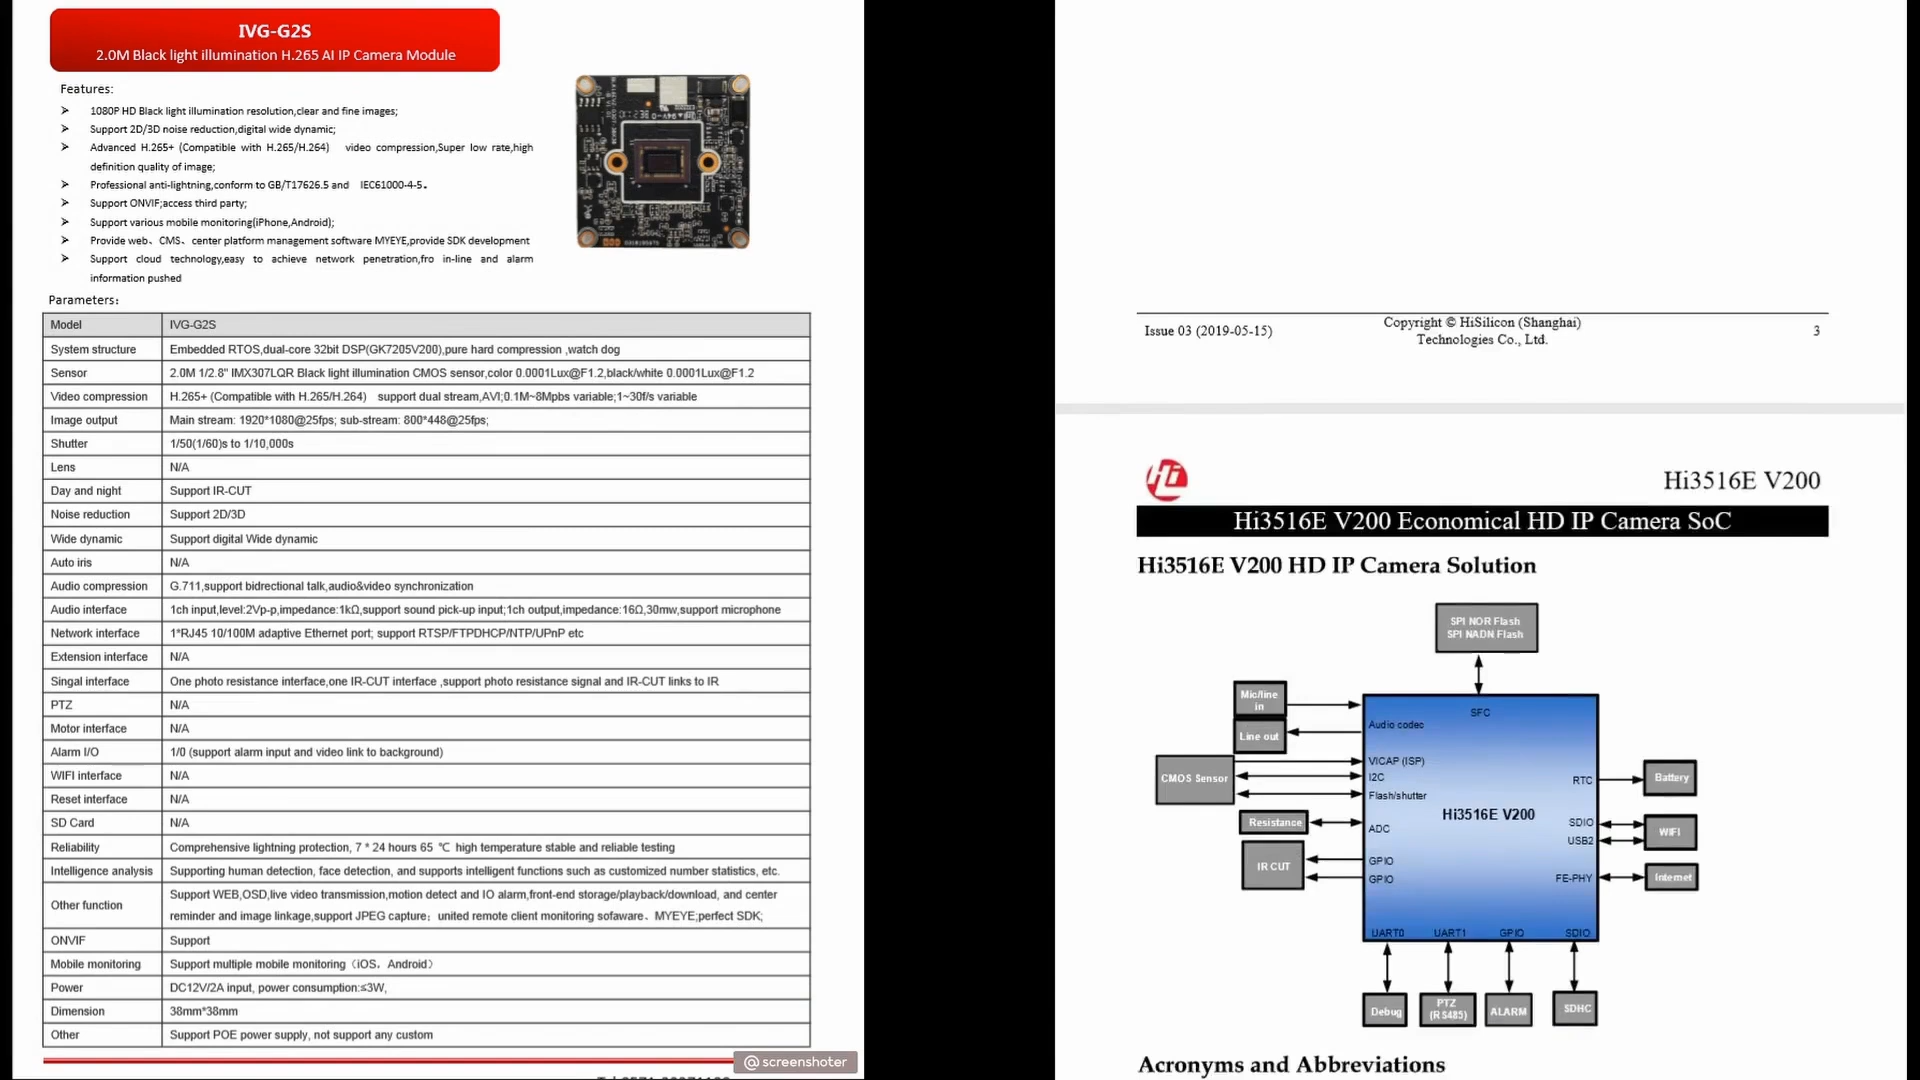 IVG-G2S
2.0M Black light illumination H.265 AI IP Camera Module
Features:
➢ 1080P HD Black light illumination resolution,clear and fine images;
➢ Support 2D/3D noise reduction,digital wide dynamic;
➢ Advanced H.265+ (Compatible with H.265/H.264) video compression,Super low rate,high
definition quality of image;
➢ Professional anti-lightning,conform to GB/T17626.5 and IEC61000-4-5。
➢ Support ONVIF;access third party;
➢ Support various mobile monitoring(iPhone,Android);
➢ Provide web、CMS、center platform management software MYEYE,provide SDK development
➢ Support cloud technology,easy to achieve network penetration,fro in-line and alarm
information pushed
Parameters：
Model IVG-G2S
System structure Embedded RTOS,dual-core 32bit DSP(GK7205V200),pure hard compression ,watch dog
Sensor 2.0M 1/2.8" IMX307LQR Black light illumination CMOS sensor,color 0.0001Lux@F1.2,black/white 0.0001Lux@F1.2
Video compression H.265+ (Compatible with H.265/H.264) support dual stream,AVI;0.1M~8Mpbs variable;1~30f/s variable
Image output Main stream: 1920*1080@25fps; sub-stream: 800*448@25fps;
Shutter 1/50(1/60)s to 1/10,000s
Lens N/A
Day and night Support IR-CUT
Noise reduction Support 2D/3D
Wide dynamic Support digital Wide dynamic
Auto iris N/A
Audio compression G.711,support bidrectional talk,audio&video synchronization
Audio interface 1ch input,level:2Vp-p,impedance:1kΩ,support sound pick-up input;1ch output,impedance:16Ω,30mw,support microphone
Network interface 1*RJ45 10/100M adaptive Ethernet port; support RTSP/FTPDHCP/NTP/UPnP etc
Extension interface N/A
Singal interface One photo resistance interface,one IR-CUT interface ,support photo resistance signal and IR-CUT links to IR
PTZ N/A
Motor interface N/A
Alarm I/O 1/0 (support alarm input and video link to background)
WIFI interface N/A
Reset interface N/A
SD Card N/A
Reliability Comprehensive lightning protection, 7 * 24 hours 65 ℃ high temperature stable and reliable testing
Intelligence analysis Supporting human detection, face detection, and supports intelligent functions such as customized number statistics, etc.
Other function Support WEB,OSD,live video transmission,motion detect and IO alarm,front-end storage/playback/download, and center
reminder and image linkage,support JPEG capture；united remote client monitoring sofaware、MYEYE;perfect SDK;
ONVIF Support
Mobile monitoring Support multiple mobile monitoring（iOS、Android）
Power DC12V/2A input, power consumption:≤3W,
Dimension 38mm*38mm
Other Support POE power supply, not support any custom
@screenshoter
Issue 03 (2019-05-15)
Copyright © HiSilicon (Shanghai)
Technologies Co., Ltd.
3
Hi3516E V200
Hi3516E V200 Economical HD IP Camera SoC
Hi3516E V200 HD IP Camera Solution
SPI NOR Flash
SPI NADN Flash
SFC
Mic/line
in
Audio codec
Line out
CMOS Sensor
VICAP (ISP)
I2C
Flash/shutter
Resistance
ADC
IR CUT
GPIO
GPIO
Hi3516E V200
RTC
Battery
SDIO
USB2
WIFI
FE-PHY
Internet
UART0
UART1
GPIO
SDIO
Debug
PTZ
(RS485)
ALARM
SDHC
Acronyms and Abbreviations